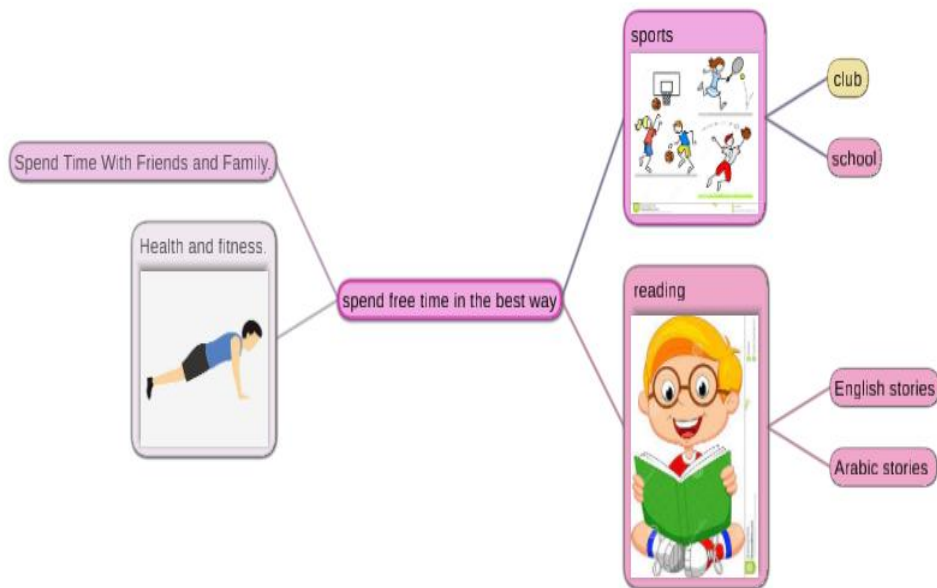 sports
club
school
Spend Time With Friends and Family.
Health and fitness.
spend free time in the best way
reading
English stories
Arabic stories